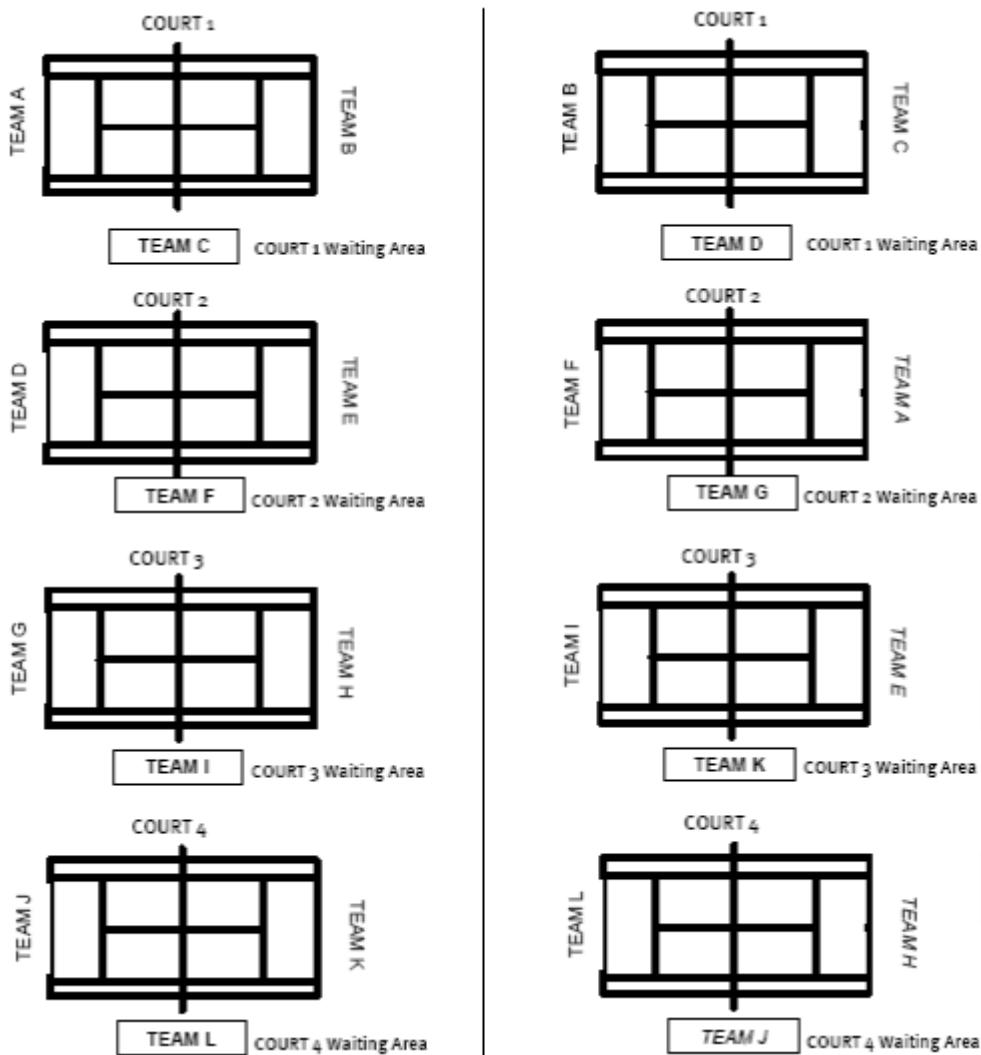 COURT 1
TEAM A
TEAM B
TEAM C
COURT 1 Waiting Area
COURT 2
TEAM D
TEAM E
TEAM F
COURT 2 Waiting Area
COURT 3
TEAM G
TEAM H
TEAM I
COURT 3 Waiting Area
COURT 4
TEAM J
TEAM K
TEAM L
COURT 4 Waiting Area
COURT 1
TEAM B
TEAM C
TEAM D
COURT 1 Waiting Area
COURT 2
TEAM F
TEAM A
TEAM G
COURT 2 Waiting Area
COURT 3
TEAM I
TEAM E
TEAM K
COURT 3 Waiting Area
COURT 4
TEAM L
TEAM H
TEAM J
COURT 4 Waiting Area